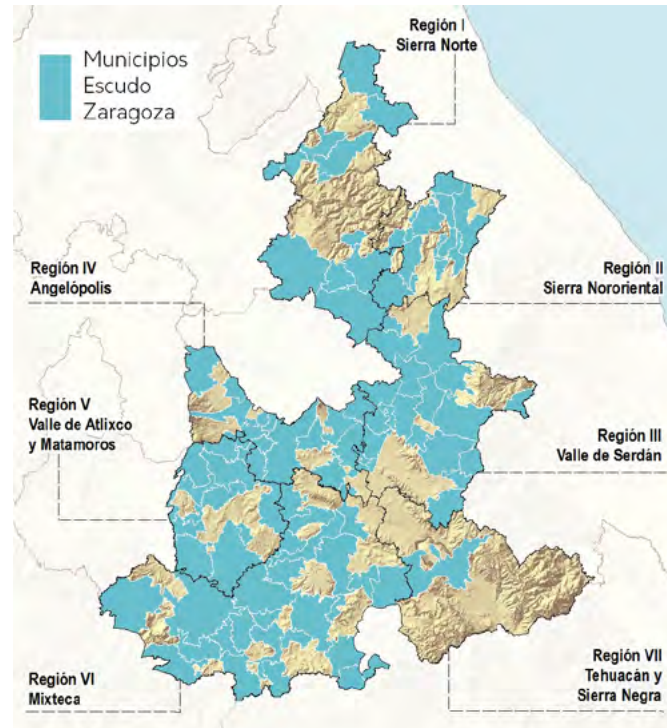 Municipios
Escudo
Zaragoza
Región I
Sierra Norte
Región IV
Angelópolis
Región II
Sierra Nororiental
Región V
Valle de Atlixco
y Matamoros
Región III
Valle de Serdán
Región VI
Mixteca
Región VII
Tehuacán y
Sierra Negra